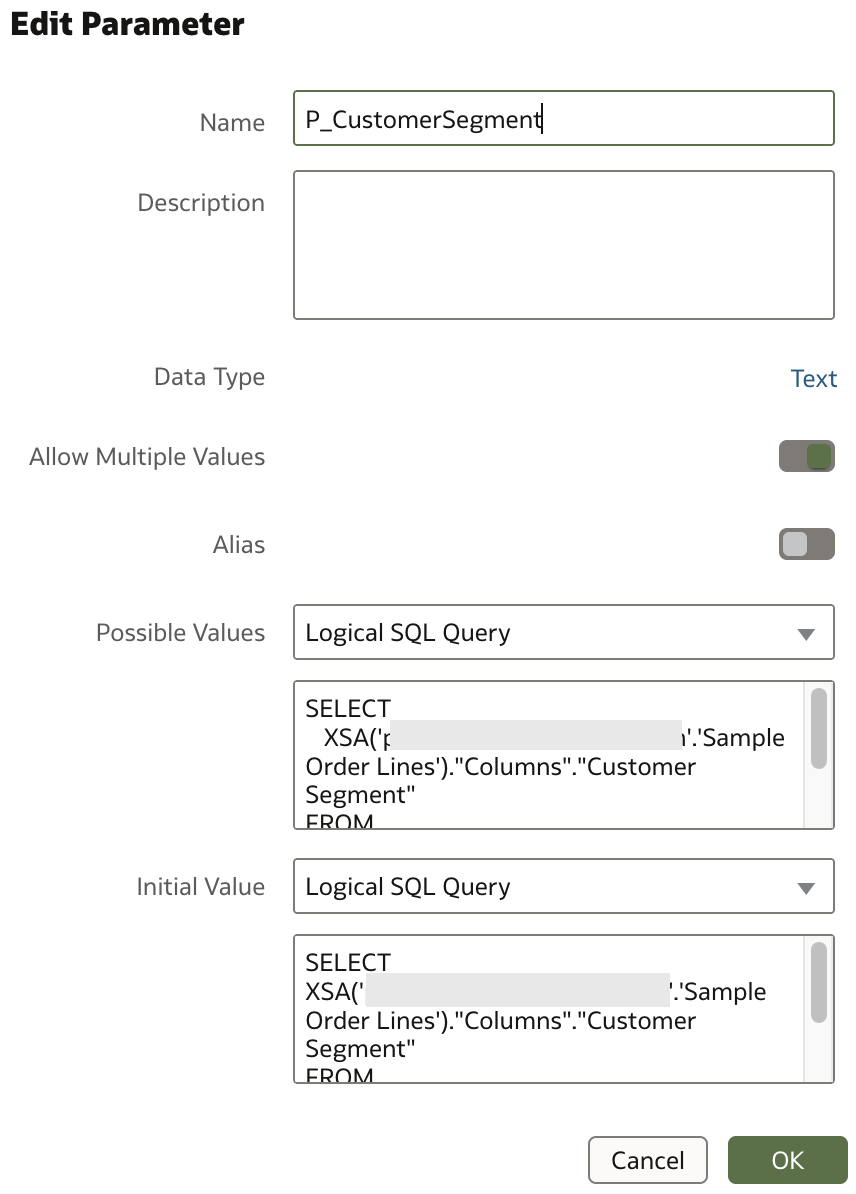 Edit Parameter
Name
P_CustomerSegment
Description
Data Type
Text
Allow Multiple Values
Alias
Possible Values
Logical SQL Query
SELECT
XSA('p '.'Sample
Order Lines')."Columns"."Customer
Segment"
FROM
Initial Value
Logical SQL Query
SELECT
XSA(' '.'Sample
Order Lines')."Columns"."Customer
Segment"
FROM
Cancel
OK